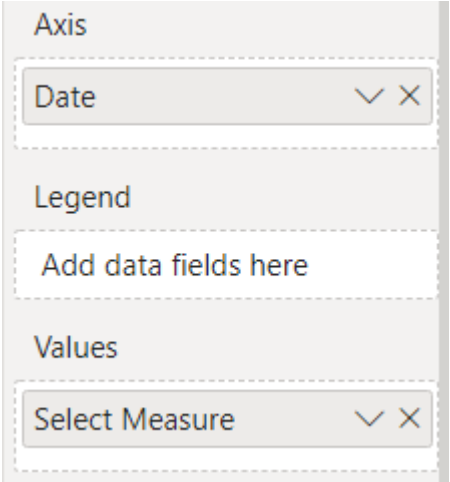 Axis
Date
Legend
Add data fields here
Values
Select Measure